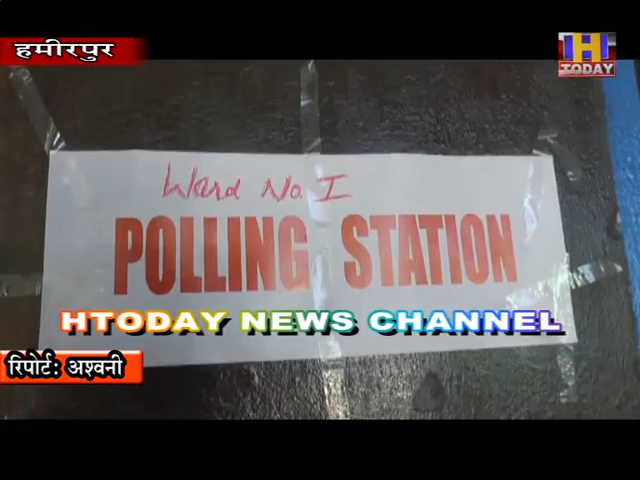 हमीरपुर
H
TODAY
Ward No I
POLLING STATION
HTODAY NEWS CHANNEL
रिपोर्ट: अश्वनी